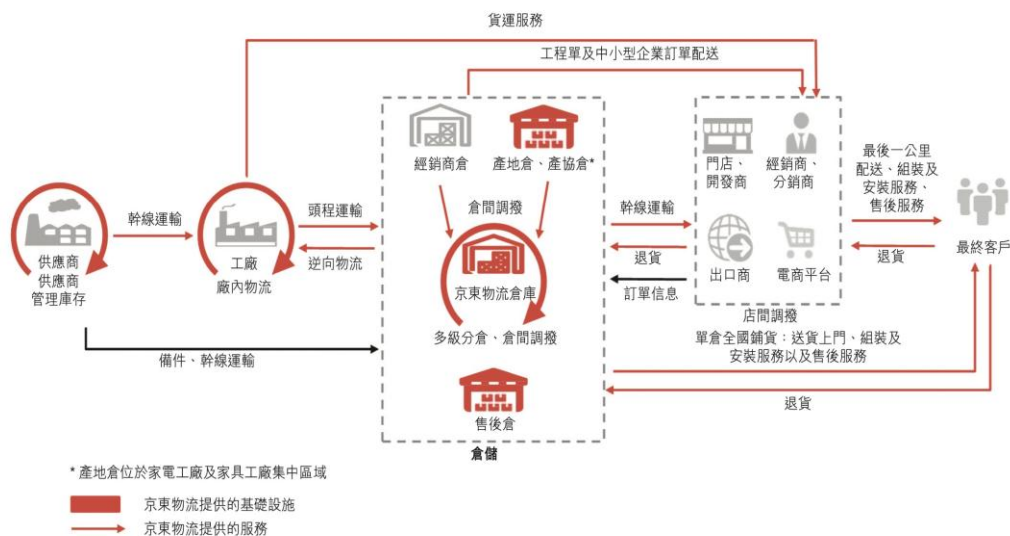 貨運服務
工程單及中小型企業訂單配送
經銷商倉
產地倉、產協倉*
門店、
開發商
經銷商、
分銷商
最後一公里
配送、組裝及
安裝服務、
售後服務
幹線運輸
頭程運輸
倉間調撥
幹線運輸
供應商
供應商
管理庫存
工廠
廠內物流
逆向物流
京東物流倉庫
退貨
出口商
電商平台
退貨
最終客戶
訂單信息
多級分倉、倉間調撥
店間調撥
單倉全國鋪貨：送貨上門、組裝及
安裝服務以及售後服務
備件、幹線運輸
退貨
售後倉
倉儲
* 產地倉位於家電工廠及家具工廠集中區域
京東物流提供的基礎設施
京東物流提供的服務